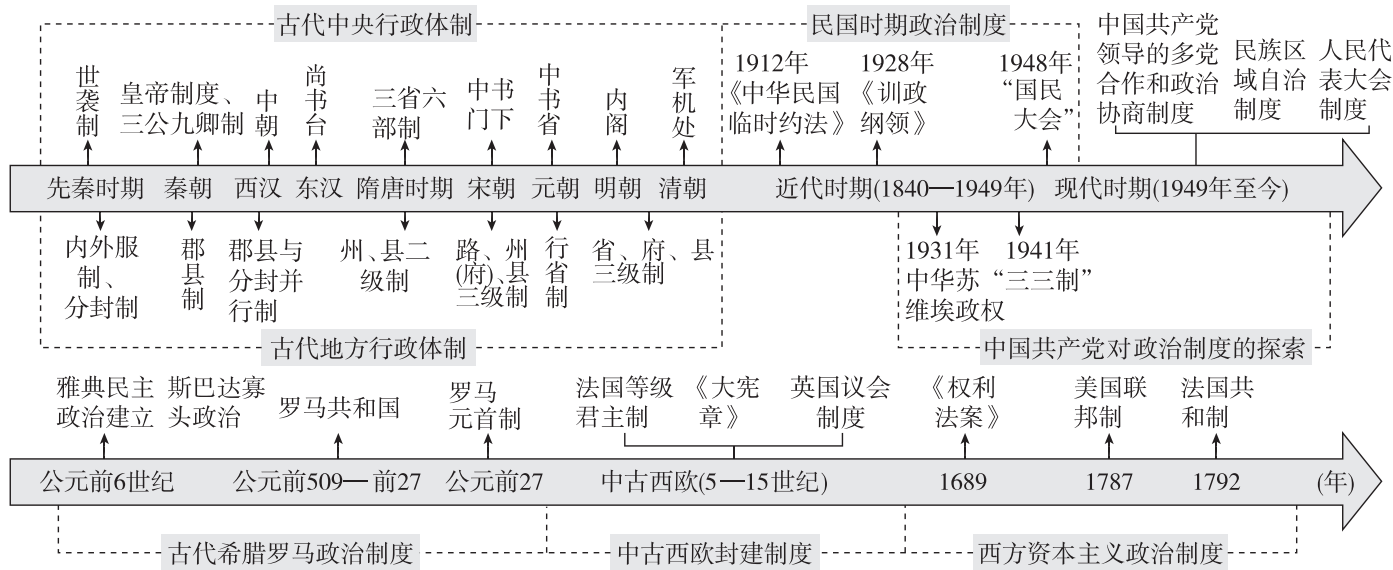 古代中央行政体制
民国时期政治制度
世袭制
皇帝制度、
三公九卿制
中朝
尚书台
三省六
部制
中书
门下
中书省
内阁
军机处
1912年
《中华民国
临时约法》
1928年
《训政
纲领》
1948年
“国民
大会”
中国共产党
领导的多党
合作和政治
协商制度
民族区
域自治
制度
人民代
表大会
制度
先秦时期 秦朝 西汉 东汉 隋唐时期 宋朝 元朝 明朝 清朝 近代时期(1840—1949年) 现代时期(1949年至今)
内外服
制、
分封制
郡县制
郡县与
分封并
行制
州、县二
级制
路、州
(府)、县
三级制
行省制
省、府、县
三级制
1931年
中华苏
维埃政权
1941年
“三三制”
古代地方行政体制
中国共产党对政治制度的探索
雅典民主
政治建立
斯巴达寡
头政治
罗马共和国
罗马
元首制
法国等级
君主制
《大宪
章》
英国议会
制度
《权利
法案》
美国联
邦制
法国共
和制
公元前6世纪 公元前509—前27 公元前27 中古西欧(5—15世纪) 1689 1787 1792 (年)
古代希腊罗马政治制度
中古西欧封建制度
西方资本主义政治制度